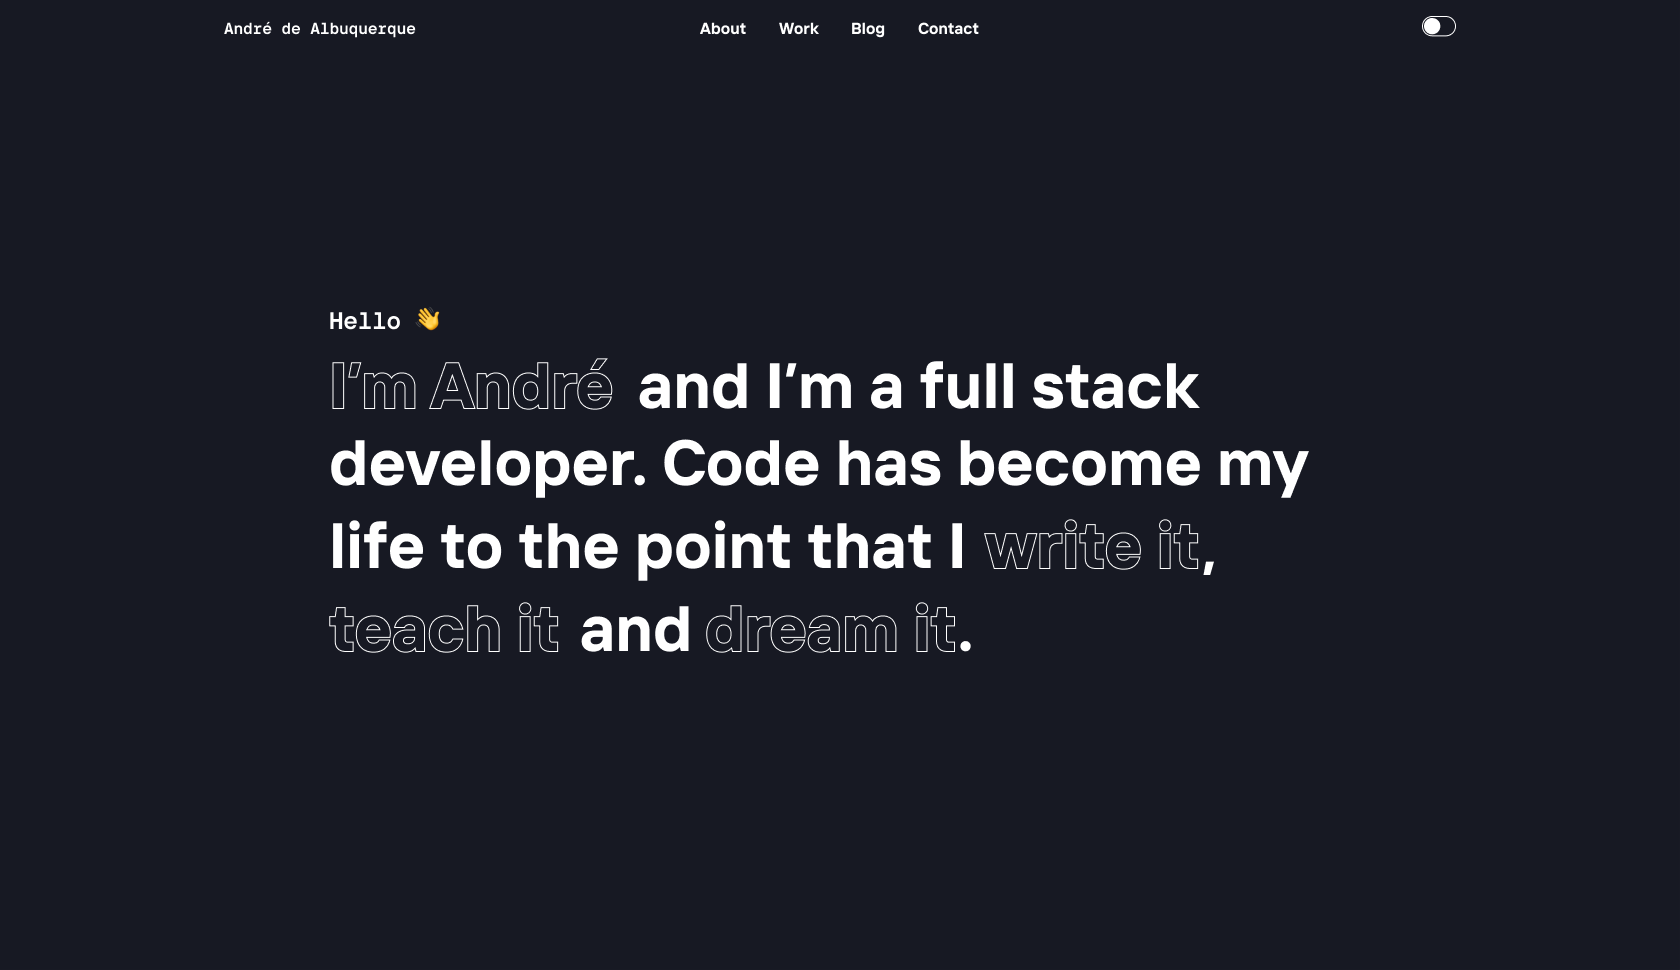 André de Albuquerque
About Work Blog Contact
Hello 👋
I’m André and I’m a full stack
developer. Code has become my
life to the point that I write it,
teach it and dream it.